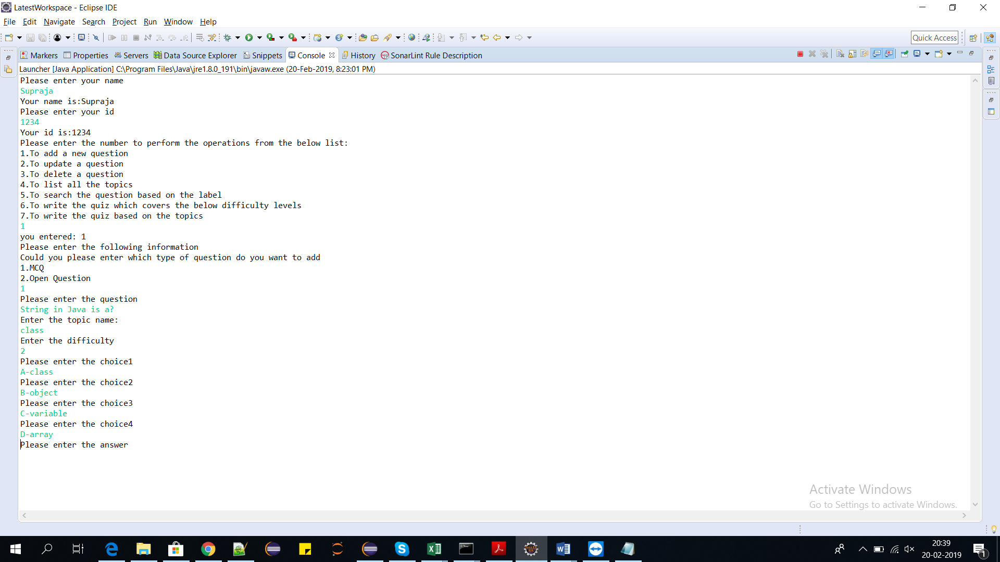 LatestWorkspace - Eclipse IDE
File Edit Navigate Search Project Run Window Help
Quick Access
Markers Properties Servers Data Source Explorer Snippets Console History SonarLint Rule Description
Launcher [Java Application] C:\Program Files\Java\jre1.8.0_191\bin\javaw.exe (20-Feb-2019, 8:23:01 PM)
Please enter your name
Supraja
Your name is:Supraja
Please enter your id
1234
Your id is:1234
Please enter the number to perform the operations from the below list:
1.To add a new question
2.To update a question
3.To delete a question
4.To list all the topics
5.To search the question based on the label
6.To write the quiz which covers the below difficulty levels
7.To write the quiz based on the topics
1
you entered: 1
Please enter the following information
Could you please enter which type of question do you want to add
1.MCQ
2.Open Question
1
Please enter the question
String in Java is a?
Enter the topic name:
class
Enter the difficulty
2
Please enter the choice1
A-class
Please enter the choice2
B-object
Please enter the choice3
C-variable
Please enter the choice4
D-array
Please enter the answer
Activate Windows
Go to Settings to activate Windows.
20:39
20-02-2019
1